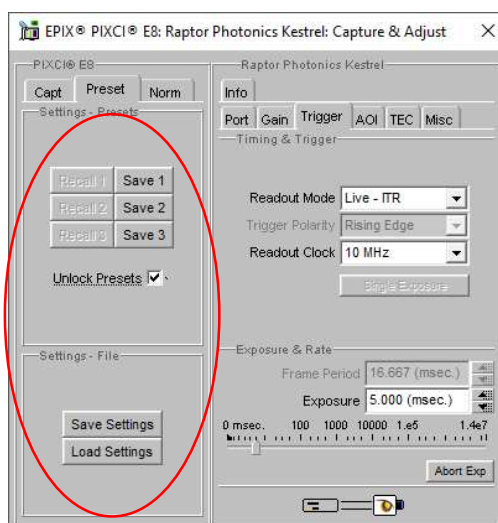 EPIX® PIXCI® E8: Raptor Photonics Kestrel: Capture & Adjust
PIXCI® E8
Capt Preset Norm
Settings - Presets
Recall 1 Save 1
Recall 2 Save 2
Recall 3 Save 3
Unlock Presets
Settings - File
Save Settings
Load Settings
Raptor Photonics Kestrel
Info
Port Gain Trigger AOI TEC Misc
Timing & Trigger
Readout Mode Live - ITR
Trigger Polarity Rising Edge
Readout Clock 10 MHz
Single Exposure
Exposure & Rate
Frame Period 16.667 (msec.)
Exposure 5.000 (msec.)
0 msec. 100 1000 10000 1.e5 1.4e7
Abort Exp